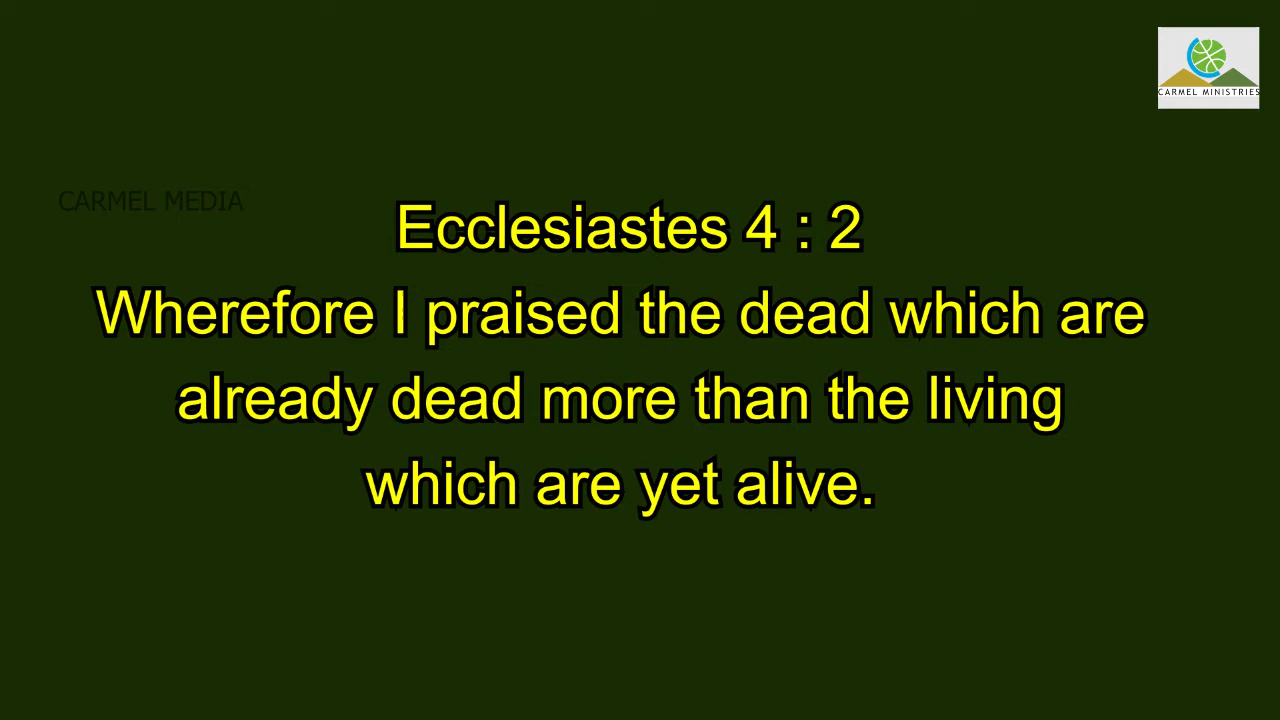 CARMEL MINISTRIES
CARMEL MEDIA
Ecclesiastes 4 : 2
Wherefore I praised the dead which are
already dead more than the living
which are yet alive.